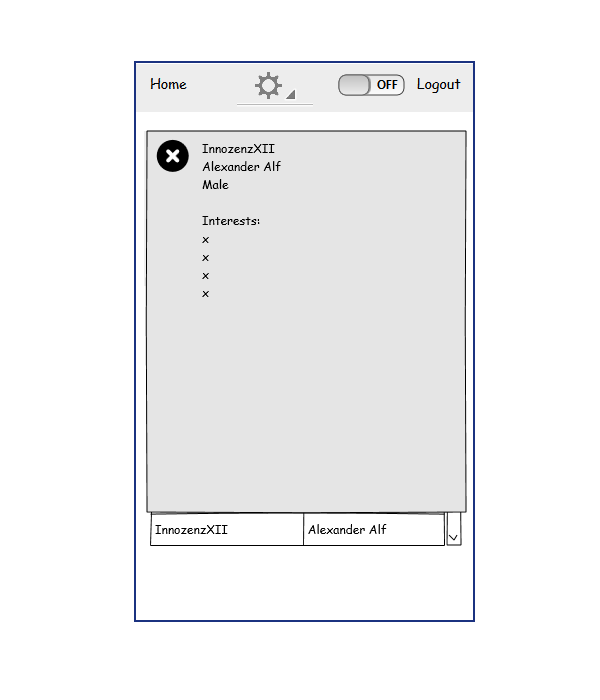 Home OFF Logout
InnozenzXII
Alexander Alf
Male
Interests:
x
x
x
x
InnozenzXII Alexander Alf